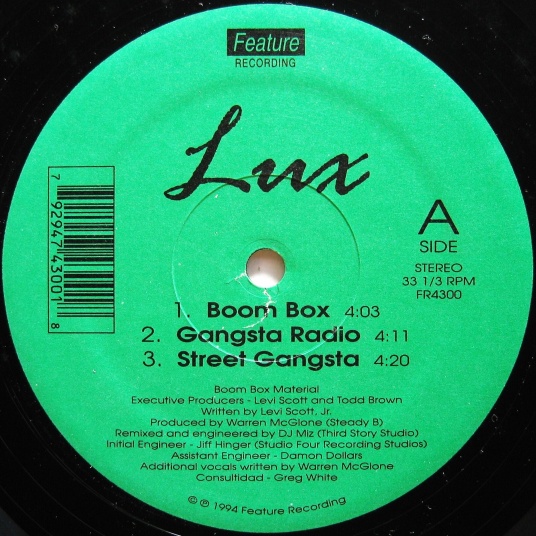 Feature
RECORDING
Lux
7 92947 43001 8
A
SIDE
STEREO
33 1/3 RPM
FR4300
1. Boom Box 4:03
2. Gangsta Radio 4:11
3. Street Gangsta 4:20
Boom Box Material
Executive Producers - Levi Scott and Todd Brown
Written by Levi Scott, Jr.
Produced by Warren McGlone (Steady B)
Remixed and engineered by DJ Miz (Third Story Studio)
Initial Engineer - Jiff Hinger (Studio Four Recording Studios)
Assistant Engineer - Damon Dollars
Additional vocals written by Warren McGlone
Consultidad - Greg White
© ℗ 1994 Feature Recording